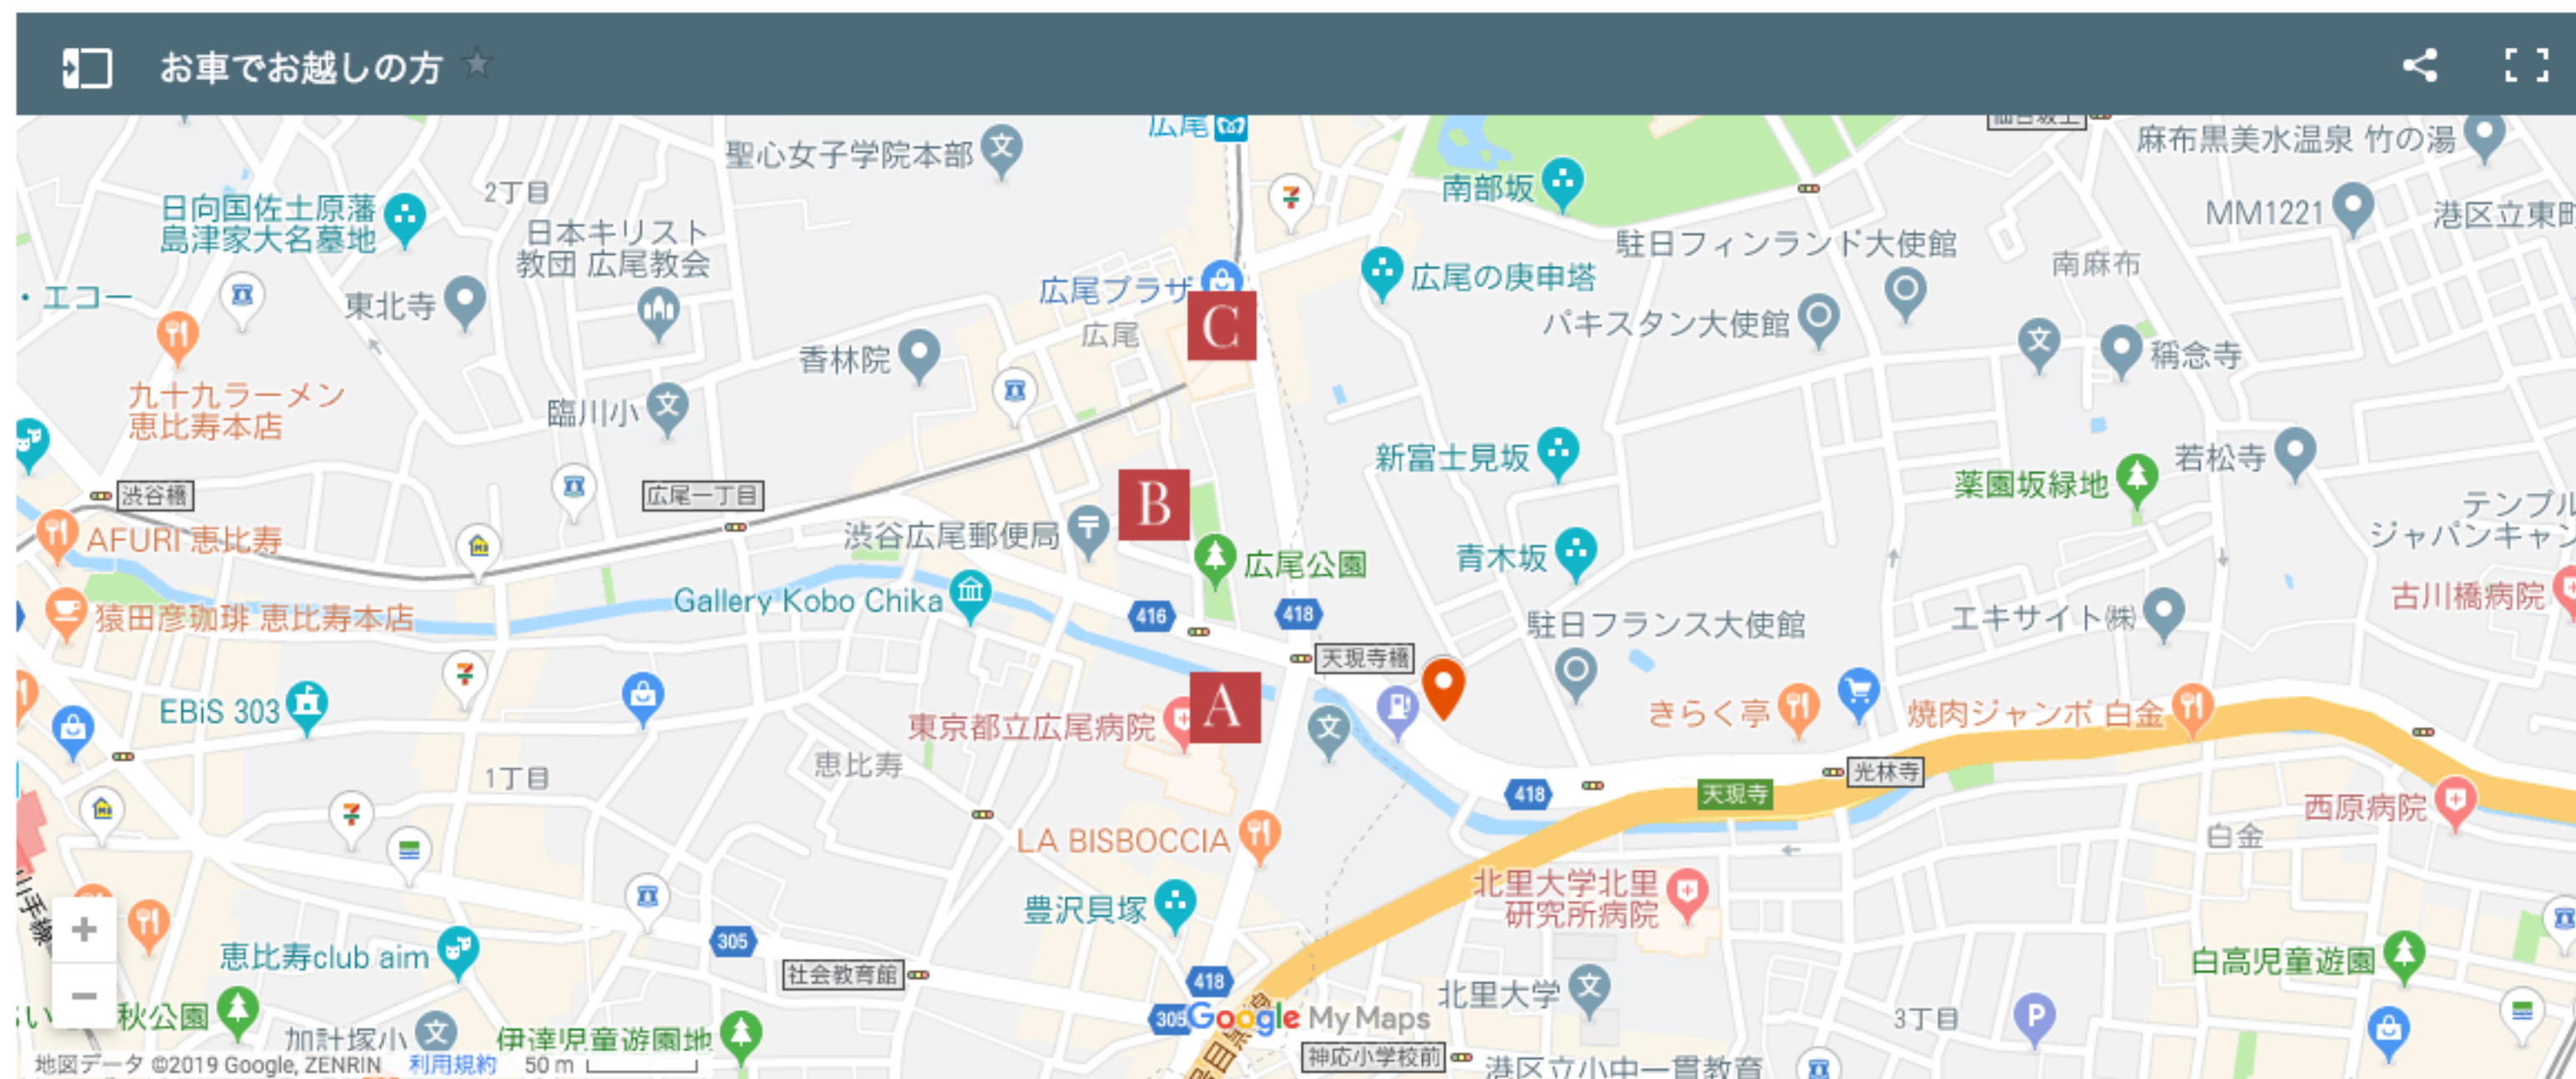 お車でお越しの方
広尾
聖心女子学院本部
南部坂
麻布黒美水温泉 竹の湯
MM1221
日向国佐土原藩
島津家大名墓地
2丁目
日本キリスト
教団 広尾教会
駐日フィンランド大使館
南麻布
・エコー
東北寺
広尾プラザ
広尾の庚申塔
C
広尾
パキスタン大使館
稱念寺
香林院
九十九ラーメン
恵比寿本店
臨川小
新富士見坂
若松寺
薬園坂緑地
渋谷橋
広尾一丁目
B
テンプル
ジャパンキャン
AFURI 恵比寿
渋谷広尾郵便局
広尾公園
青木坂
古川橋病院
猿田彦珈琲 恵比寿本店
Gallery Kobo Chika
416
418
駐日フランス大使館
エキサイト㈱
天現寺橋
EBiS 303
東京都立広尾病院
A
きらく亭
焼肉ジャンボ 白金
恵比寿
1丁目
418
天現寺
光林寺
西原病院
白金
LA BISBOCCIA
豊沢貝塚
北里大学北里
研究所病院
305
恵比寿club aim
社会教育館
418
白高児童遊園
北里大学
秋公園
加計塚小
伊達児童遊園地
305
Google My Maps
3丁目
P
神応小学校前
港区立小中一貫教育
地図データ ©2019 Google, ZENRIN
利用規約
50 m